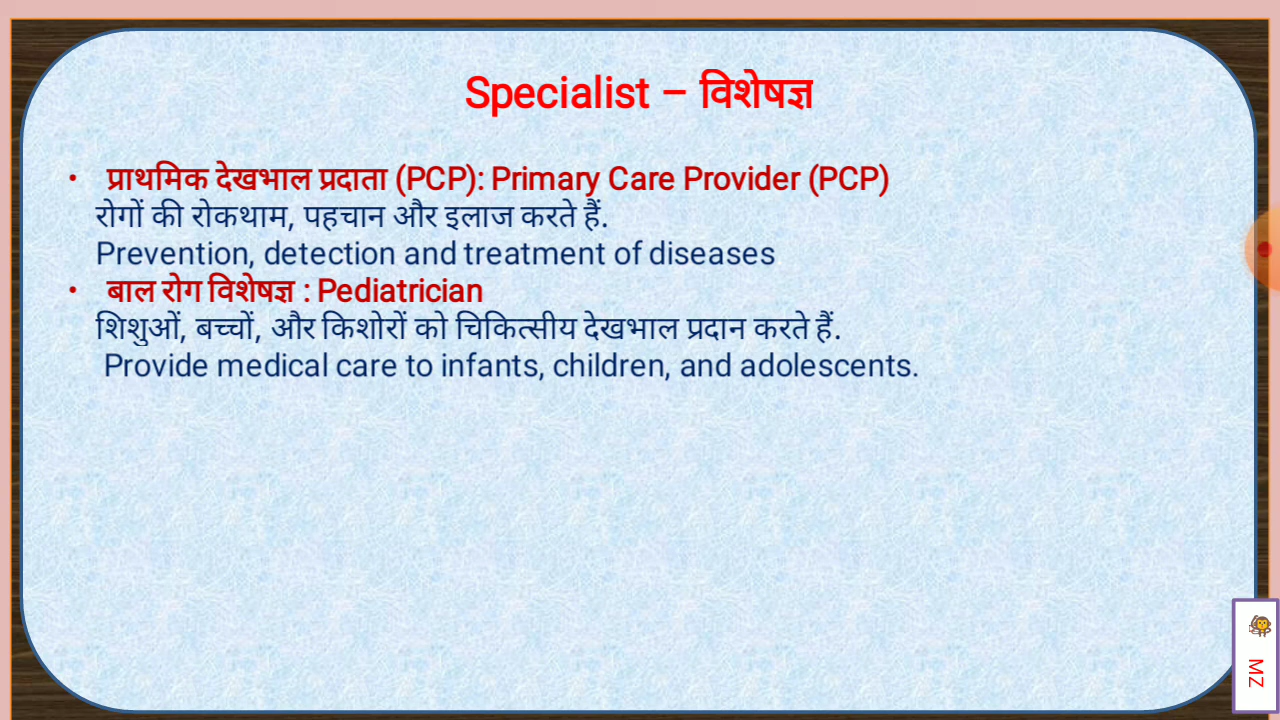 Specialist – विशेषज्ञ
• प्राथमिक देखभाल प्रदाता (PCP): Primary Care Provider (PCP)
रोगों की रोकथाम, पहचान और इलाज करते हैं.
Prevention, detection and treatment of diseases
• बाल रोग विशेषज्ञ : Pediatrician
शिशुओं, बच्चों, और किशोरों को चिकित्सीय देखभाल प्रदान करते हैं.
Provide medical care to infants, children, and adolescents.
MZ